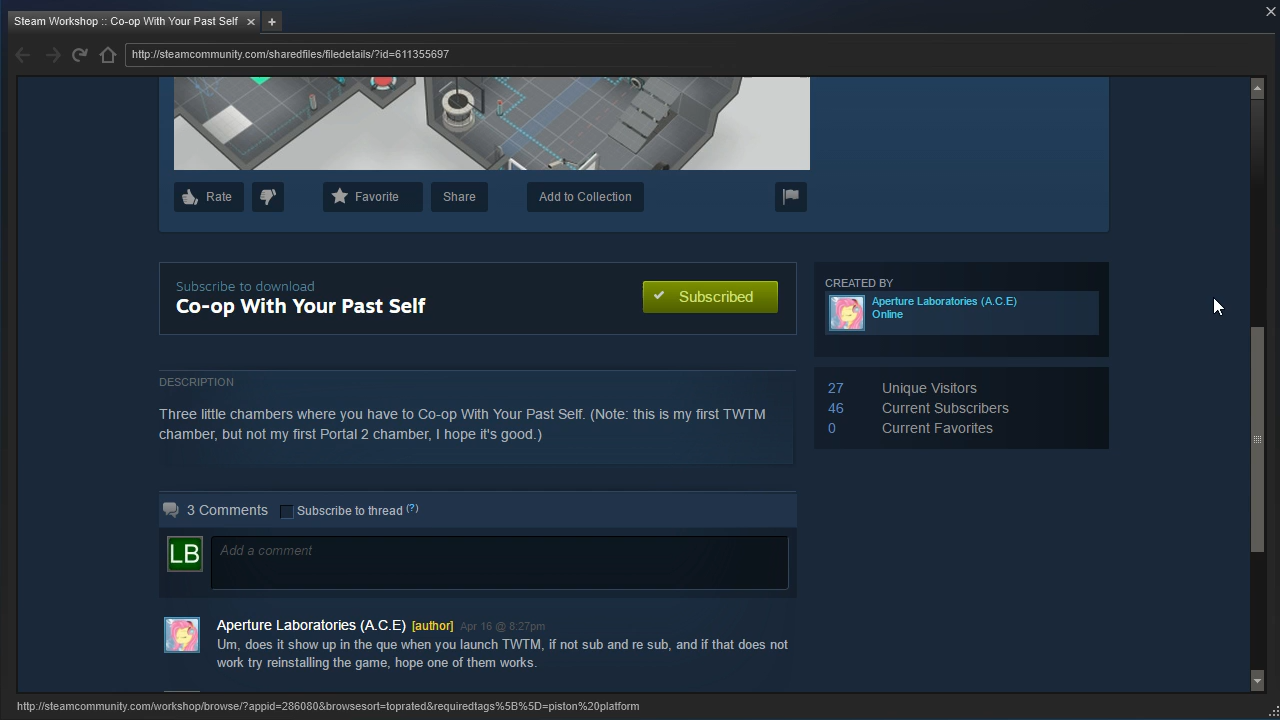 Steam Workshop :: Co-op With Your Past Self
http://steamcommunity.com/sharedfiles/filedetails/?id=611355697
Rate
Favorite
Share
Add to Collection
Subscribe to download
Co-op With Your Past Self
Subscribed
CREATED BY
Aperture Laboratories (A.C.E)
Online
27 Unique Visitors
46 Current Subscribers
0 Current Favorites
DESCRIPTION
Three little chambers where you have to Co-op With Your Past Self. (Note: this is my first TWTM
chamber, but not my first Portal 2 chamber, I hope it's good.)
3 Comments Subscribe to thread (?)
LB
Add a comment
Aperture Laboratories (A.C.E) [author] Apr 16 @ 8:27pm
Um, does it show up in the que when you launch TWTM, if not sub and re sub, and if that does not
work try reinstalling the game, hope one of them works.
http://steamcommunity.com/workshop/browse/?appid=286080&browsesort=toprated&requiredtags%5B%5D=piston%20platform